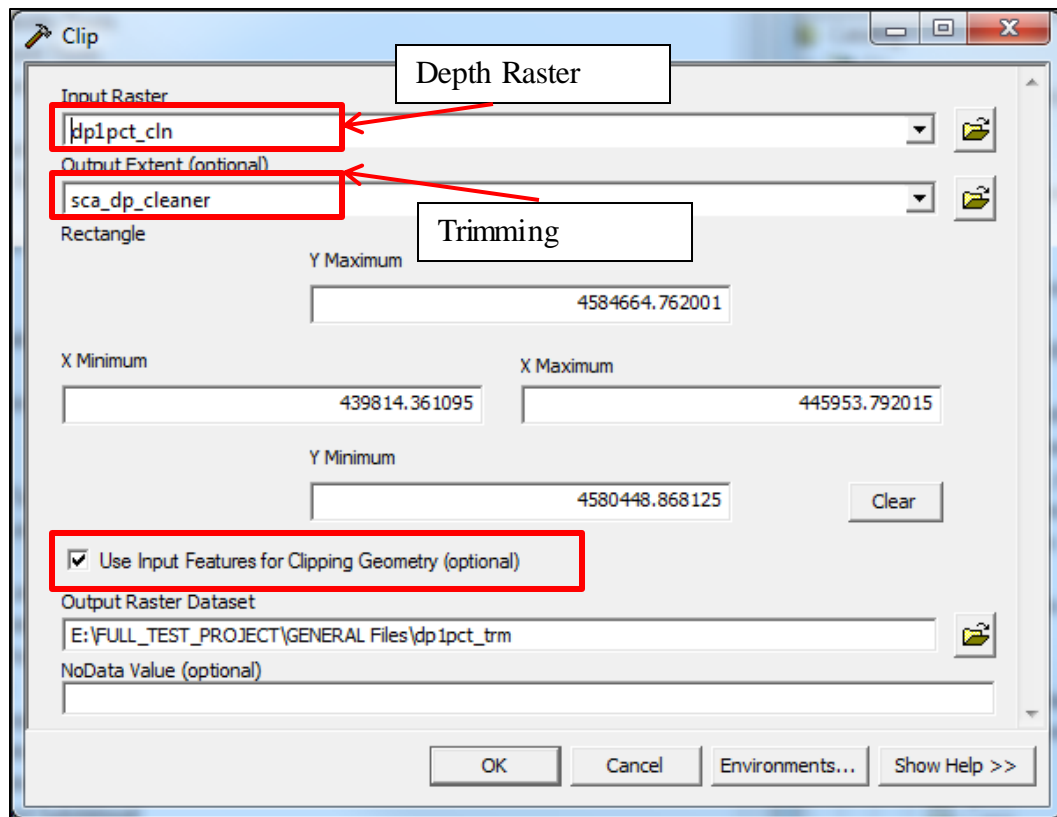 Clip
Depth Raster
Input Raster
dp1pct_cln
Output Extent (optional)
sca_dp_cleaner
Trimming
Rectangle
Y Maximum
4584664.762001
X Minimum
X Maximum
439814.361095
445953.792015
Y Minimum
4580448.868125
Clear
Use Input Features for Clipping Geometry (optional)
Output Raster Dataset
E:\FULL_TEST_PROJECT\GENERAL Files\dp1pct_trm
NoData Value (optional)
OK
Cancel
Environments...
Show Help >>